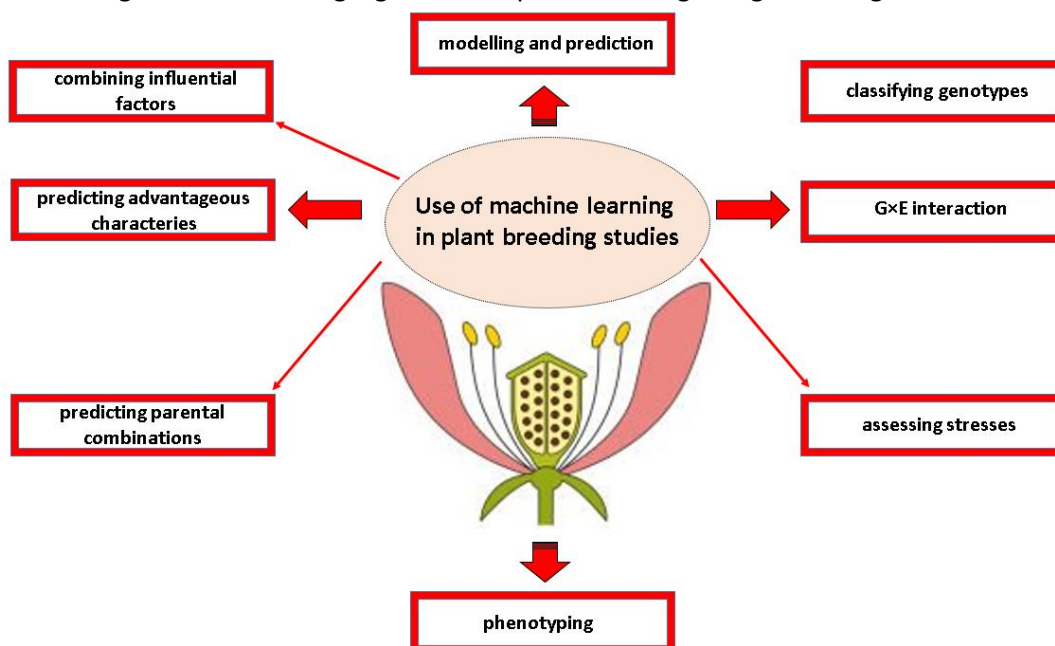 modelling and prediction
combining influential
factors
classifying genotypes
predicting advantageous
characteries
Use of machine learning
in plant breeding studies
G×E interaction
predicting parental
combinations
assessing stresses
phenotyping